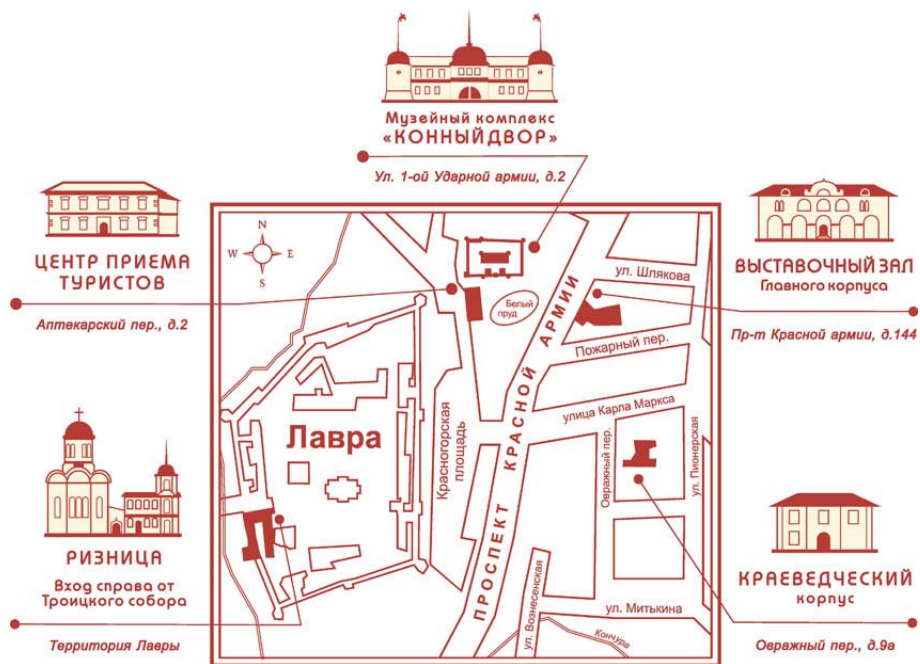 Музейный комплекс
«КОННЫЙ ДВОР»
Ул. 1-ой Ударной армии, д.2
ЦЕНТР ПРИЕМА
ТУРИСТОВ
Аптекарский пер., д.2
ВЫСТАВОЧНЫЙ ЗАЛ
Главного корпуса
Пр-т Красной армии, д.144
РИЗНИЦА
Вход справа от
Троицкого собора
Территория Лавры
КРАЕВЕДЧЕСКИЙ
корпус
Овражный пер., д.9а
N
W
E
S
Белый
пруд
ул. Шлякова
Пожарный пер.
улица Карла Маркса
ПРОСПЕКТ КРАСНОЙ АРМИИ
Лавра
Красногорская
площадь
Овражный пер.
ул. Пионерская
ул. Вознесенская
ул. Митькина
Кончура